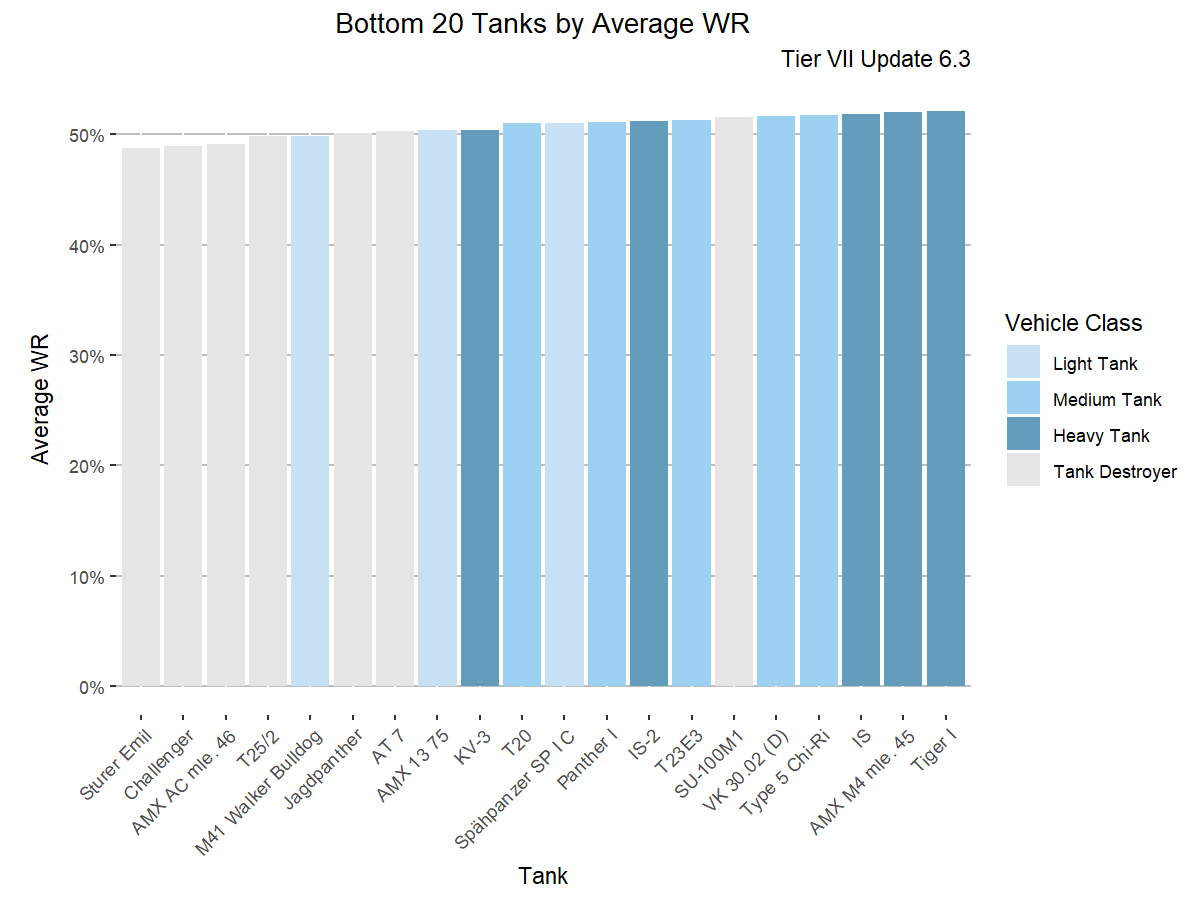 Bottom 20 Tanks by Average WR
Tier VII Update 6.3
Average WR
50%
40%
30%
20%
10%
0%
Sturer Emil
Challenger
AMX AC mle. 46
T25/2
M41 Walker Bulldog
Jagdpanther
AT 7
AMX 13 75
KV-3
T20
Spähpanzer SP I C
Panther I
IS-2
T23E3
SU-100M1
VK 30.02 (D)
Type 5 Chi-Ri
IS
AMX M4 mle. 45
Tiger I
Tank
Vehicle Class
Light Tank
Medium Tank
Heavy Tank
Tank Destroyer